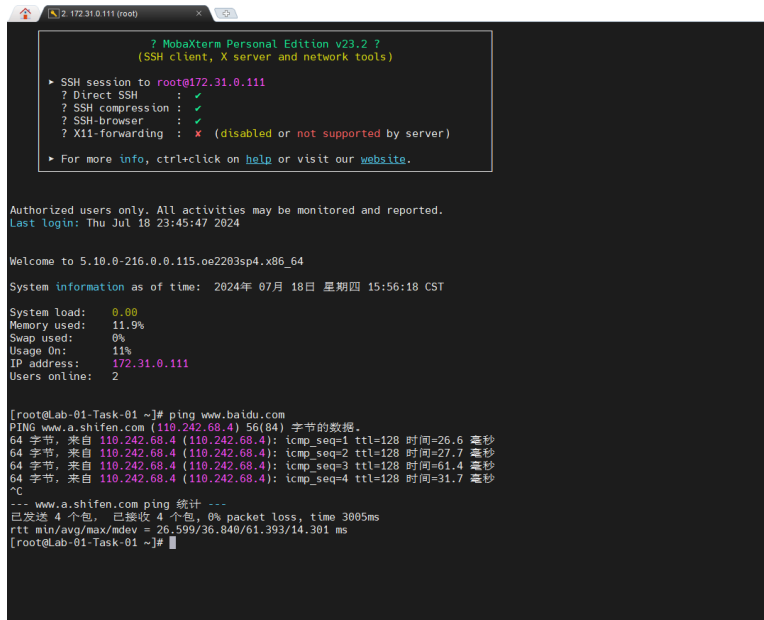 2. 172.31.0.111 (root)
? MobaXterm Personal Edition v23.2 ?
(SSH client, X server and network tools)
► SSH session to root@172.31.0.111
? Direct SSH : ✔
? SSH compression : ✔
? SSH-browser : ✔
? X11-forwarding : ✘ (disabled or not supported by server)
► For more info, ctrl+click on help or visit our website.
Authorized users only. All activities may be monitored and reported.
Last login: Thu Jul 18 23:45:47 2024
Welcome to 5.10.0-216.0.0.115.oe2203sp4.x86_64
System information as of time: 2024年 07月 18日 星期四 15:56:18 CST
System load: 0.00
Memory used: 11.9%
Swap used: 0%
Usage On: 11%
IP address: 172.31.0.111
Users online: 2
[root@Lab-01-Task-01 ~]# ping www.baidu.com
PING www.a.shifen.com (110.242.68.4) 56(84) 字节的数据。
64 字节，来自 110.242.68.4 (110.242.68.4): icmp_seq=1 ttl=128 时间=26.6 毫秒
64 字节，来自 110.242.68.4 (110.242.68.4): icmp_seq=2 ttl=128 时间=27.7 毫秒
64 字节，来自 110.242.68.4 (110.242.68.4): icmp_seq=3 ttl=128 时间=61.4 毫秒
64 字节，来自 110.242.68.4 (110.242.68.4): icmp_seq=4 ttl=128 时间=31.7 毫秒
^C
--- www.a.shifen.com ping 统计 ---
已发送 4 个包， 已接收 4 个包, 0% packet loss, time 3005ms
rtt min/avg/max/mdev = 26.599/36.840/61.393/14.301 ms
[root@Lab-01-Task-01 ~]#